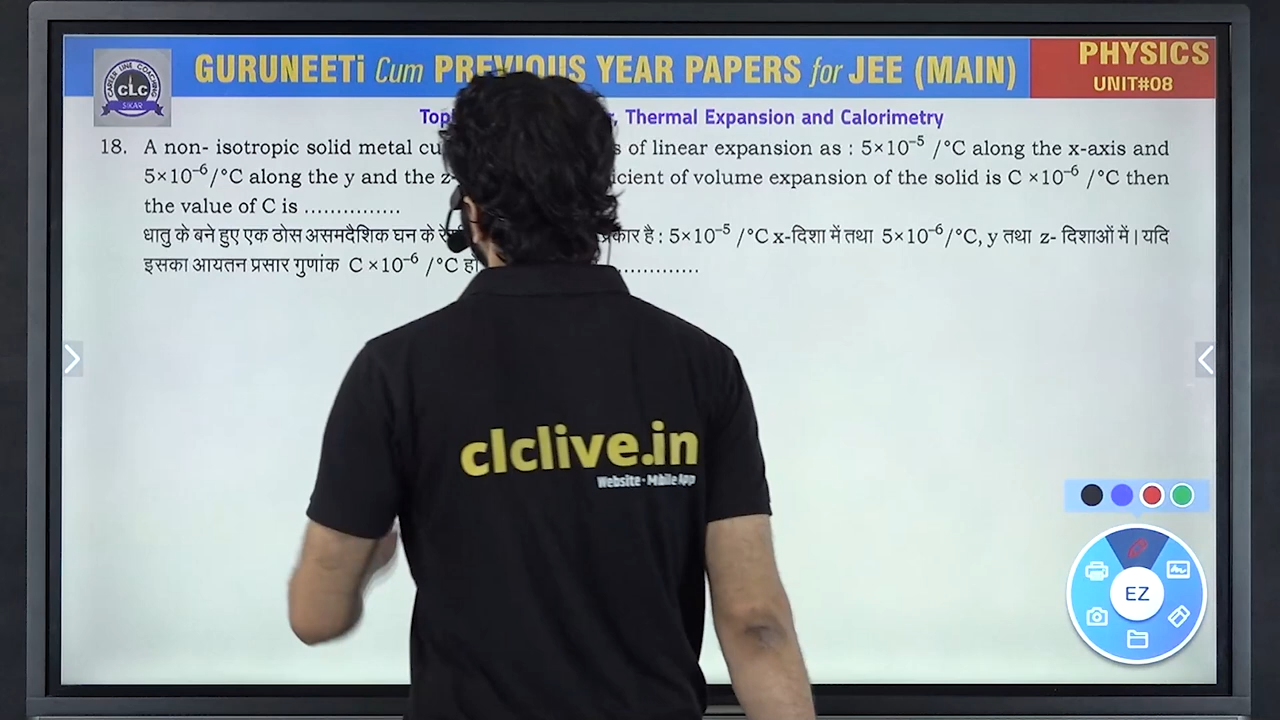 GURUNEETi Cum PREVIOUS YEAR PAPERS for JEE (MAIN)
PHYSICS
UNIT#08
CLC
SIKAR
Thermal Expansion and Calorimetry
18. A non- isotropic solid metal of linear expansion as : 5×10⁻⁵ /°C along the x-axis and
5×10⁻⁶/°C along the y and the of volume expansion of the solid is C ×10⁻⁶ /°C then
the value of C is ...............
धातु के बने हुए एक ठोस असमदैशिक घन के है : 5×10⁻⁵ /°C x-दिशा में तथा 5×10⁻⁶/°C, y तथा z- दिशाओं में। यदि
इसका आयतन प्रसार गुणांक C ×10⁻⁶ /°C ..............
clclive.in
Website · Mobile App
EZ